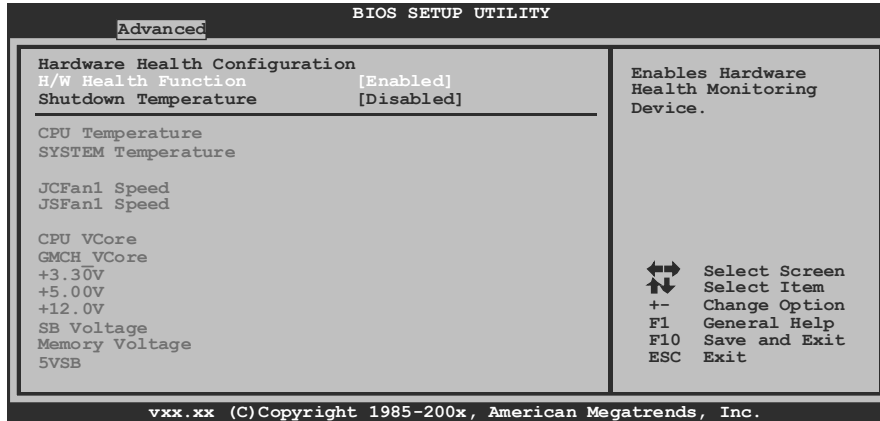 BIOS SETUP UTILITY
Advanced
Hardware Health Configuration
H/W Health Function [Enabled]
Shutdown Temperature [Disabled]
CPU Temperature
SYSTEM Temperature
JCFan1 Speed
JSFan1 Speed
CPU VCore
GMCH_VCore
+3.30V
+5.00V
+12.0V
SB Voltage
Memory Voltage
5VSB
Enables Hardware
Health Monitoring
Device.
Select Screen
Select Item
+- Change Option
F1 General Help
F10 Save and Exit
ESC Exit
vxx.xx (C)Copyright 1985-200x, American Megatrends, Inc.